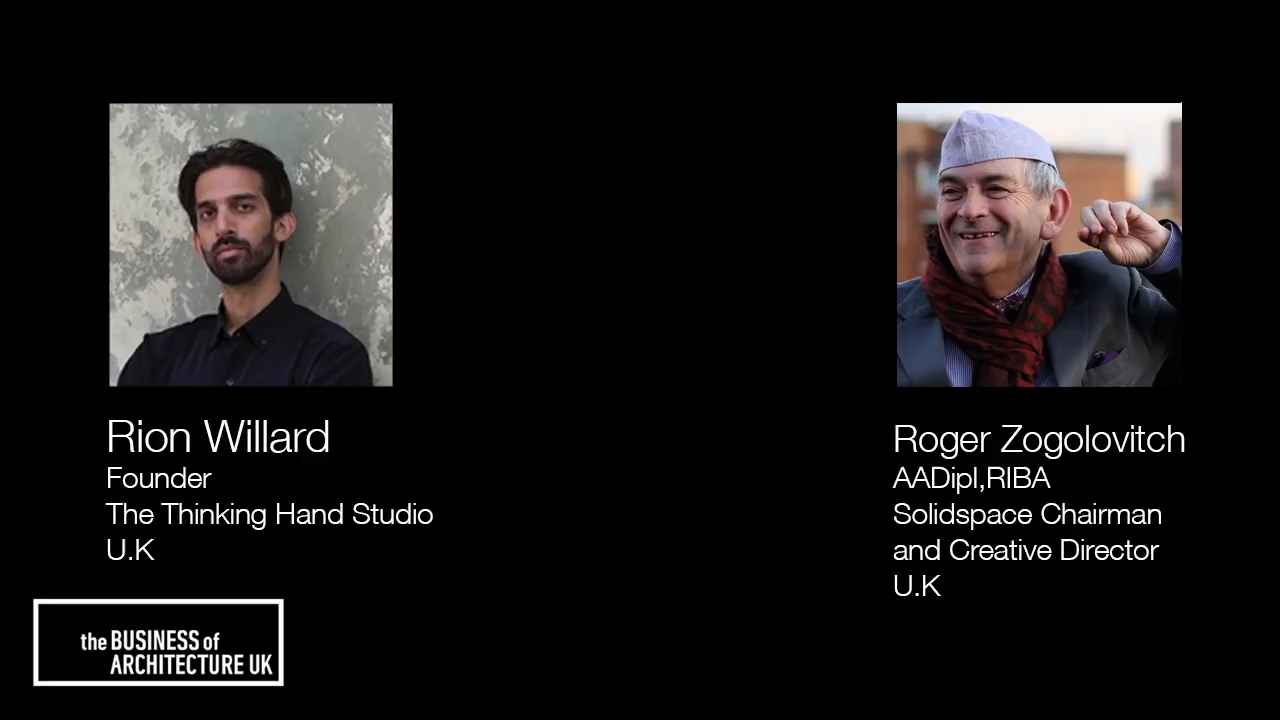 Rion Willard
Founder
The Thinking Hand Studio
U.K
Roger Zogolovitch
AADipl,RIBA
Solidspace Chairman
and Creative Director
U.K
the BUSINESS of
ARCHITECTURE UK